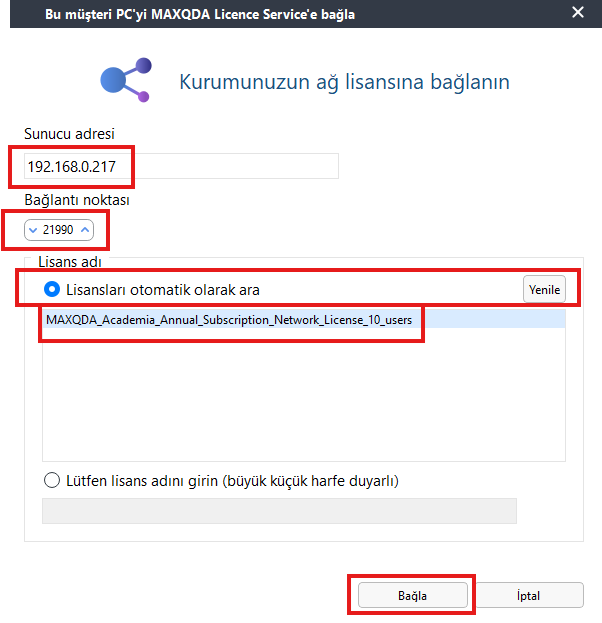 Bu müşteri PC'yi MAXQDA Licence Service'e bağla
Kurumunuzun ağ lisansına bağlanın
Sunucu adresi
192.168.0.217
Bağlantı noktası
21990
Lisans adı
Lisansları otomatik olarak ara
Yenile
MAXQDA_Academia_Annual_Subscription_Network_License_10_users
Lütfen lisans adını girin (büyük küçük harfe duyarlı)
Bağla
İptal